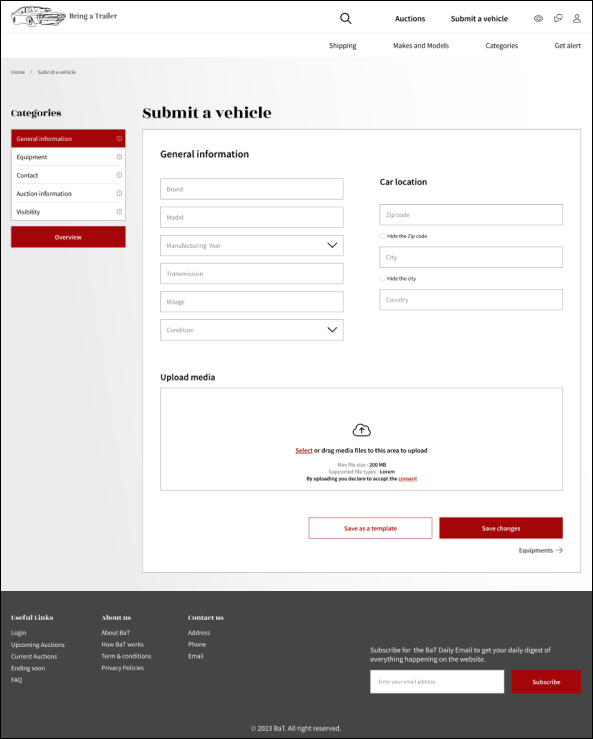 Bring a Trailer
Auctions
Submit a vehicle
Shipping
Makes and Models
Categories
Get alert
Home > Submit a vehicle
Categories
General information
Equipment
Contact
Auction information
Visibility
Overview
Submit a vehicle
General information
Brand
Model
Manufacturing Year
Transmission
Milage
Condition
Car location
Zip code
Hide the Zip code
City
Hide the city
Country
Upload media
Select or drag media files to this area to upload
Max file size : 200 MB
Supported file types : Lorem
By uploading you declare to accept the consent
Save as a template
Save changes
Equipments
Useful Links
Login
Upcoming Auctions
Current Auctions
Ending soon
FAQ
About us
About BaT
How BaT works
Term & conditions
Privacy Policies
Contact us
Address
Phone
Email
Subscribe for the BaT Daily Email to get your daily digest of
everything happening on the website.
Enter your email address
Subscribe
© 2023 BaT. All right reserved.